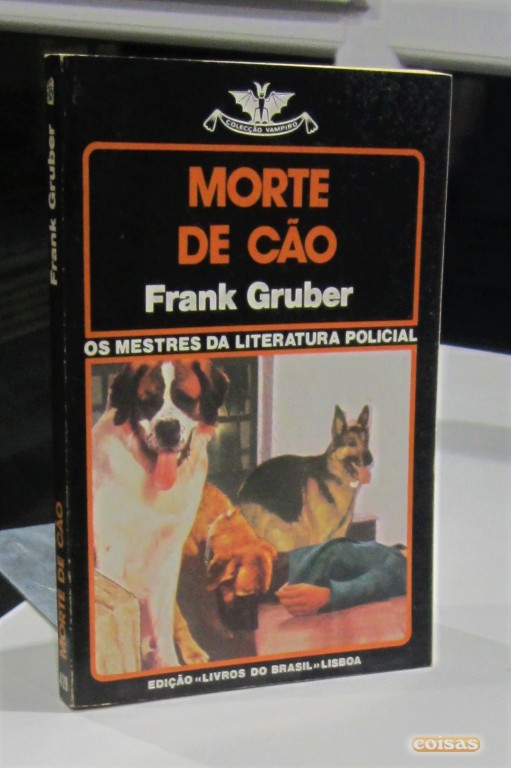 COLECÇÃO VAMPIRO
MORTE
DE CÃO
Frank Gruber
OS MESTRES DA LITERATURA POLICIAL
EDIÇÃO «LIVROS DO BRASIL» LISBOA
Frank Gruber
MORTE DE CÃO
coisas